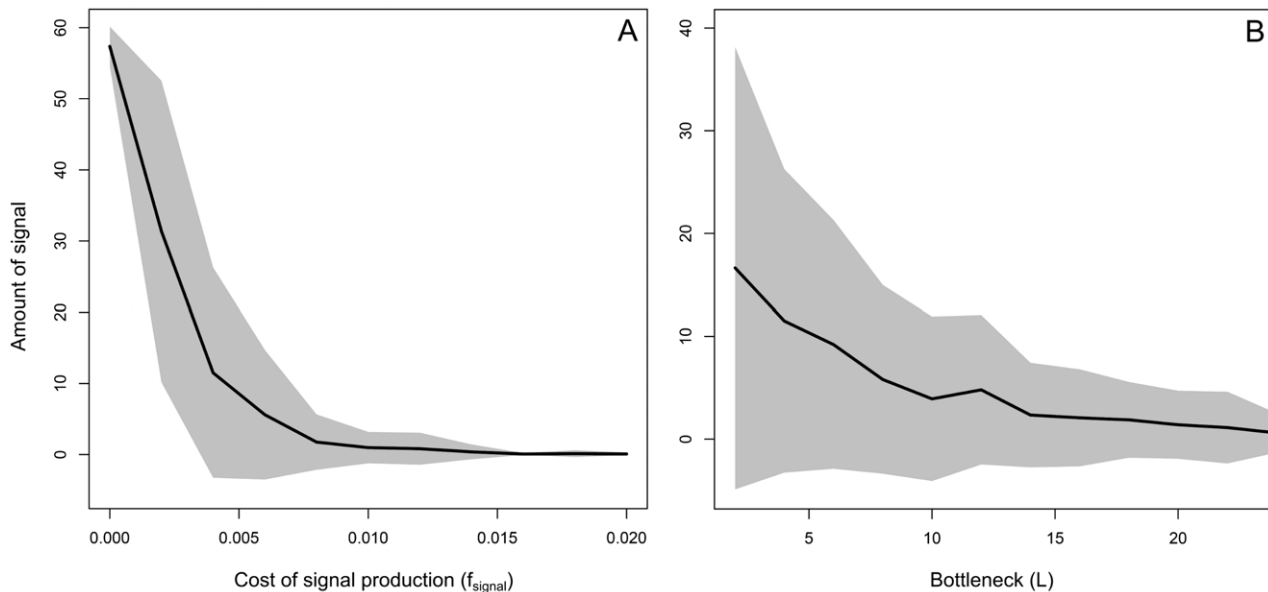 A
Amount of signal
60
50
40
30
20
10
0
0.000 0.005 0.010 0.015 0.020
Cost of signal production (fsignal)
B
40
30
20
10
0
5 10 15 20
Bottleneck (L)